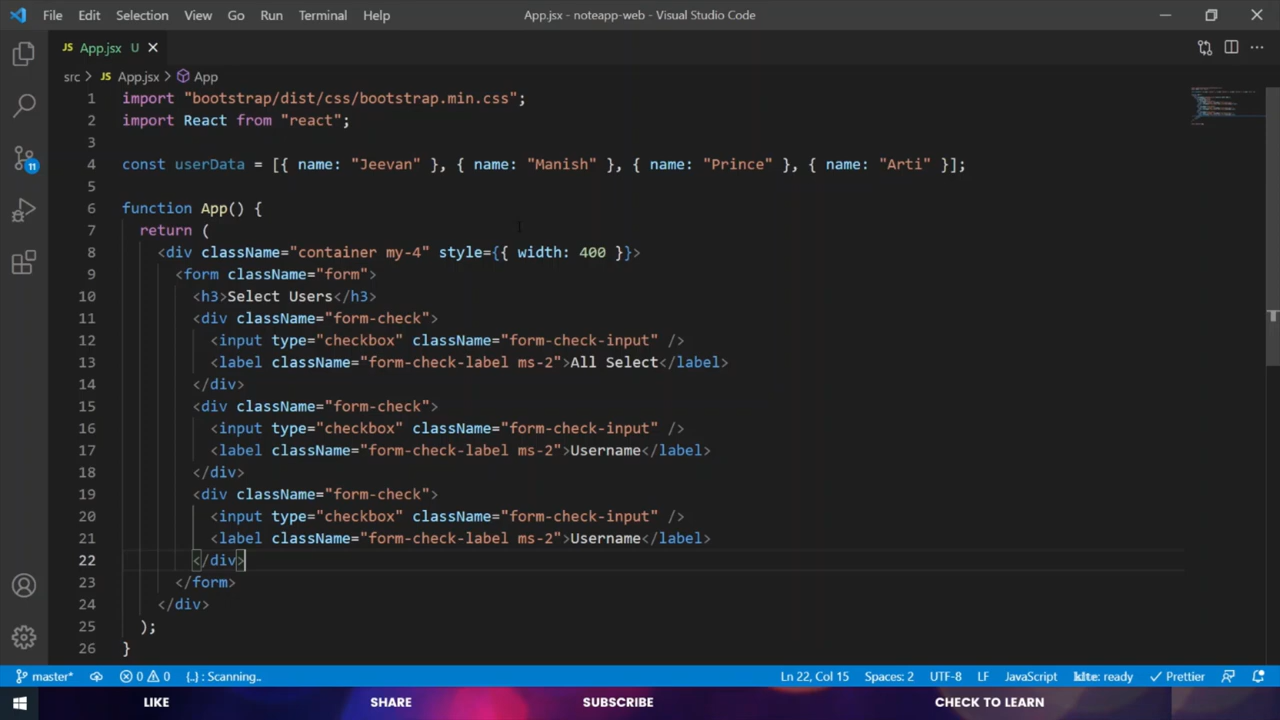 File Edit Selection View Go Run Terminal Help App.jsx - noteapp-web - Visual Studio Code
JS App.jsx U
src > JS App.jsx > App
1 import "bootstrap/dist/css/bootstrap.min.css";
2 import React from "react";
3
4 const userData = [{ name: "Jeevan" }, { name: "Manish" }, { name: "Prince" }, { name: "Arti" }];
5
6 function App() {
7 return (
8 <div className="container my-4" style={{ width: 400 }}>
9 <form className="form">
10 <h3>Select Users</h3>
11 <div className="form-check">
12 <input type="checkbox" className="form-check-input" />
13 <label className="form-check-label ms-2">All Select</label>
14 </div>
15 <div className="form-check">
16 <input type="checkbox" className="form-check-input" />
17 <label className="form-check-label ms-2">Username</label>
18 </div>
19 <div className="form-check">
20 <input type="checkbox" className="form-check-input" />
21 <label className="form-check-label ms-2">Username</label>
22 </div>
23 </form>
24 </div>
25 );
26 }
11
master* 0 0 {..} : Scanning.. Ln 22, Col 15 Spaces: 2 UTF-8 LF JavaScript kite: ready Prettier
LIKE SHARE SUBSCRIBE CHECK TO LEARN